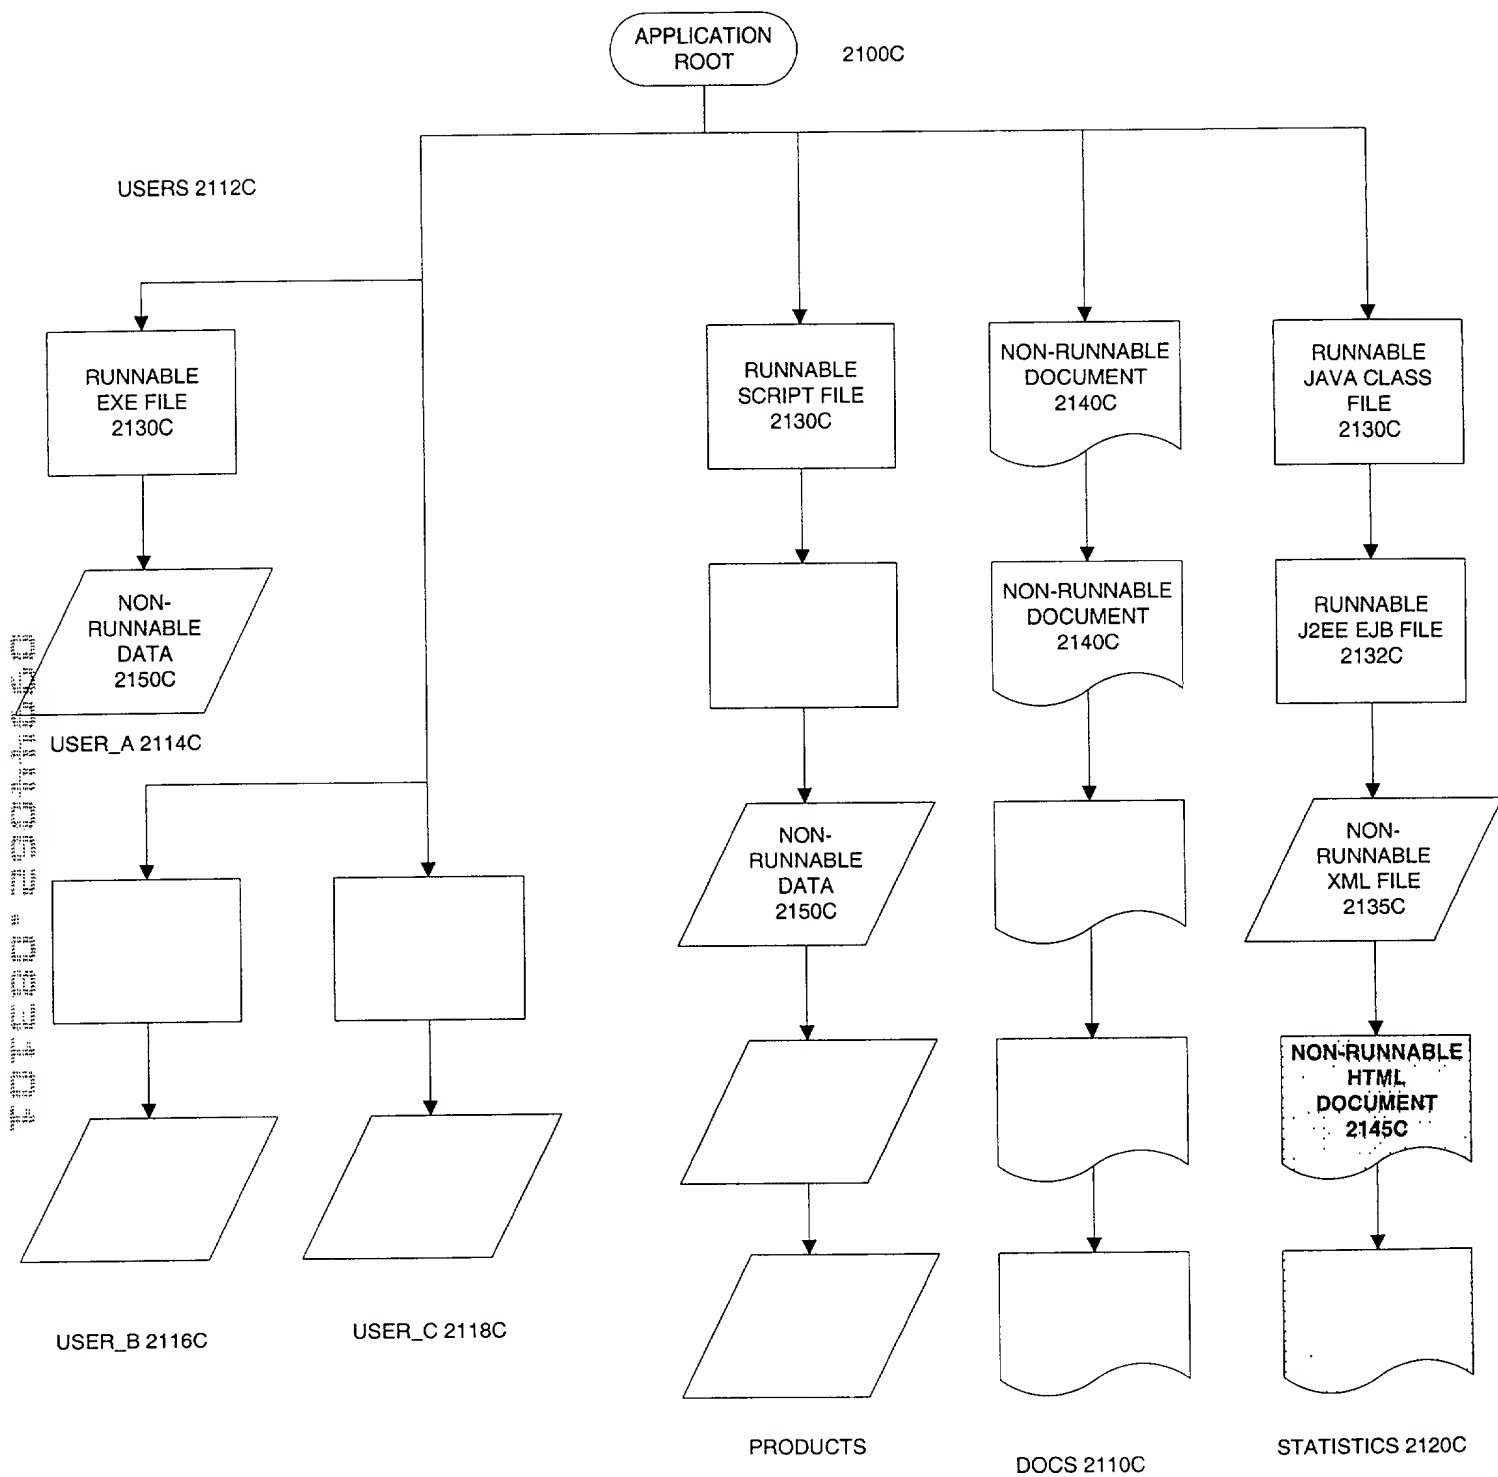 APPLICATION
ROOT
2100C
USERS 2112C
RUNNABLE
EXE FILE
2130C
RUNNABLE
SCRIPT FILE
2130C
NON-RUNNABLE
DOCUMENT
2140C
RUNNABLE
JAVA CLASS
FILE
2130C
NON-
RUNNABLE
DATA
2150C
NON-RUNNABLE
DOCUMENT
2140C
RUNNABLE
J2EE EJB FILE
2132C
USER_A 2114C
NON-
RUNNABLE
DATA
2150C
NON-
RUNNABLE
XML FILE
2135C
NON-RUNNABLE
HTML
DOCUMENT
2145C
USER_B 2116C
USER_C 2118C
PRODUCTS
DOCS 2110C
STATISTICS 2120C